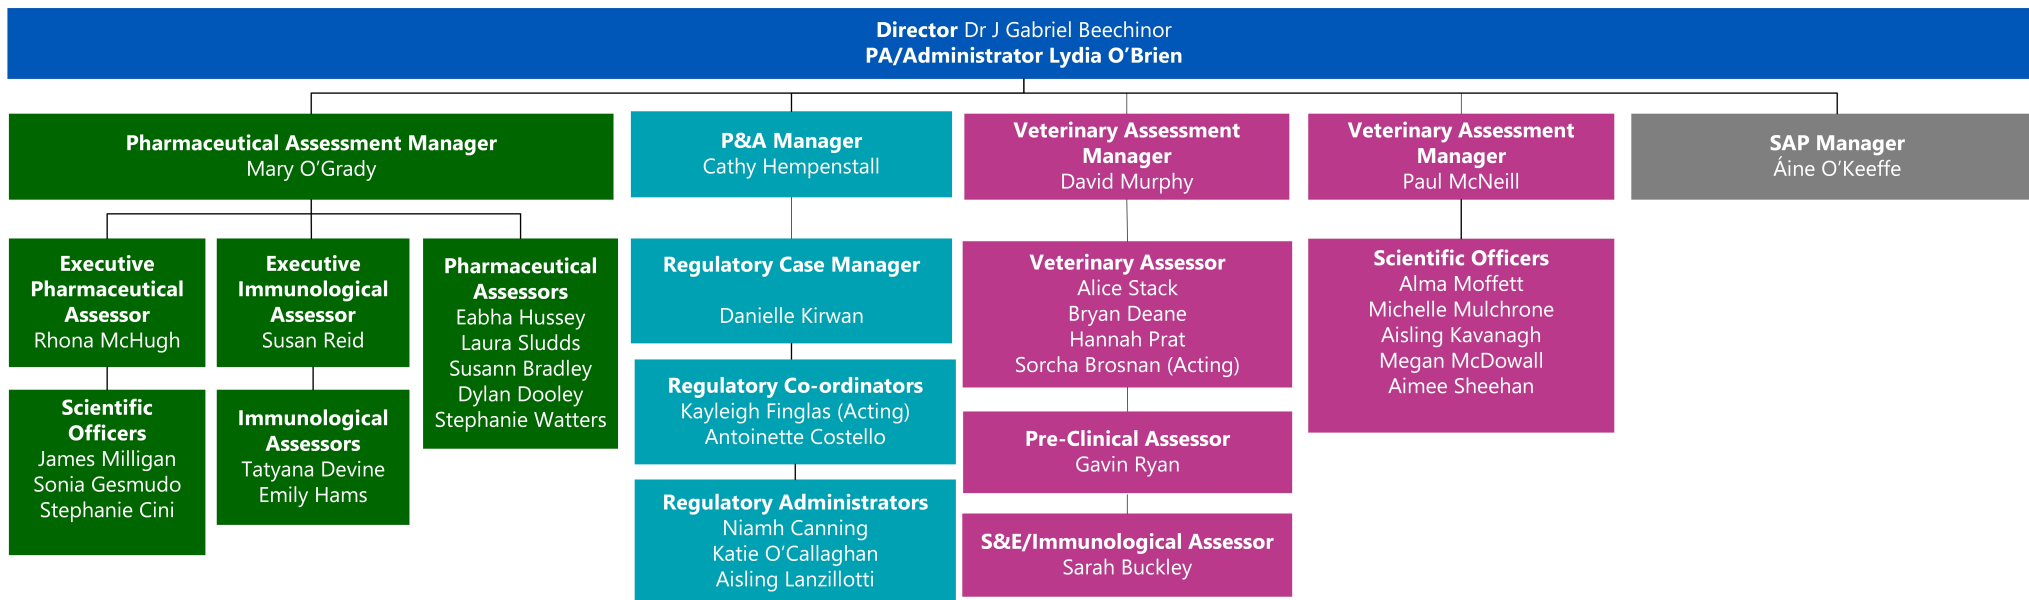 Director Dr J Gabriel Beechinor
PA/Administrator Lydia O’Brien
Pharmaceutical Assessment Manager
Mary O’Grady
P&A Manager
Cathy Hempenstall
Veterinary Assessment
Manager
David Murphy
Veterinary Assessment
Manager
Paul McNeill
SAP Manager
Áine O’Keeffe
Executive
Pharmaceutical
Assessor
Rhona McHugh
Executive
Immunological
Assessor
Susan Reid
Pharmaceutical
Assessors
Eabha Hussey
Laura Sludds
Susann Bradley
Dylan Dooley
Stephanie Watters
Scientific
Officers
James Milligan
Sonia Gesmudo
Stephanie Cini
Immunological
Assessors
Tatyana Devine
Emily Hams
Regulatory Case Manager
Danielle Kirwan
Regulatory Co-ordinators
Kayleigh Finglas (Acting)
Antoinette Costello
Regulatory Administrators
Niamh Canning
Katie O’Callaghan
Aisling Lanzillotti
Veterinary Assessor
Alice Stack
Bryan Deane
Hannah Prat
Sorcha Brosnan (Acting)
Pre-Clinical Assessor
Gavin Ryan
S&E/Immunological Assessor
Sarah Buckley
Scientific Officers
Alma Moffett
Michelle Mulchrone
Aisling Kavanagh
Megan McDowall
Aimee Sheehan